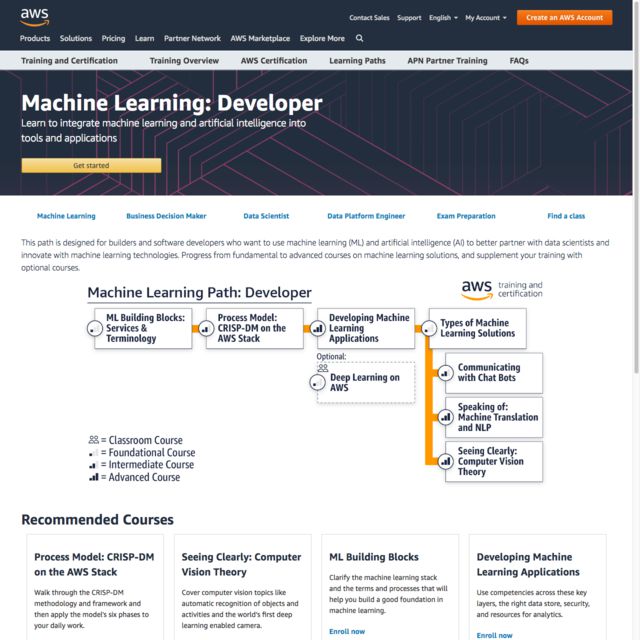 aws
Contact Sales Support English My Account Create an AWS Account
Products Solutions Pricing Learn Partner Network AWS Marketplace Explore More
Training and Certification Training Overview AWS Certification Learning Paths APN Partner Training FAQs
Machine Learning: Developer
Learn to integrate machine learning and artificial intelligence into
tools and applications
Get started
Machine Learning Business Decision Maker Data Scientist Data Platform Engineer Exam Preparation Find a class
This path is designed for builders and software developers who want to use machine learning (ML) and artificial intelligence (AI) to better partner with data scientists and
innovate with machine learning technologies. Progress from fundamental to advanced courses on machine learning solutions, and supplement your training with
optional courses.
Machine Learning Path: Developer
aws training and
certification
ML Building Blocks:
Services &
Terminology
Process Model:
CRISP-DM on the
AWS Stack
Developing Machine
Learning
Applications
Types of Machine
Learning Solutions
Optional:
Deep Learning on
AWS
Communicating
with Chat Bots
Speaking of:
Machine Translation
and NLP
Seeing Clearly:
Computer Vision
Theory
= Classroom Course
= Foundational Course
= Intermediate Course
= Advanced Course
Recommended Courses
Process Model: CRISP-DM
on the AWS Stack
Walk through the CRISP-DM
methodology and framework and
then apply the model's six phases to
your daily work.
Seeing Clearly: Computer
Vision Theory
Cover computer vision topics like
automatic recognition of objects and
activities and the world's first deep
learning enabled camera.
ML Building Blocks
Clarify the machine learning stack
and the terms and processes that will
help you build a good foundation in
machine learning.
Enroll now
Developing Machine
Learning Applications
Use competencies across these key
layers, the right data store, security,
and resources for analytics.
Enroll now